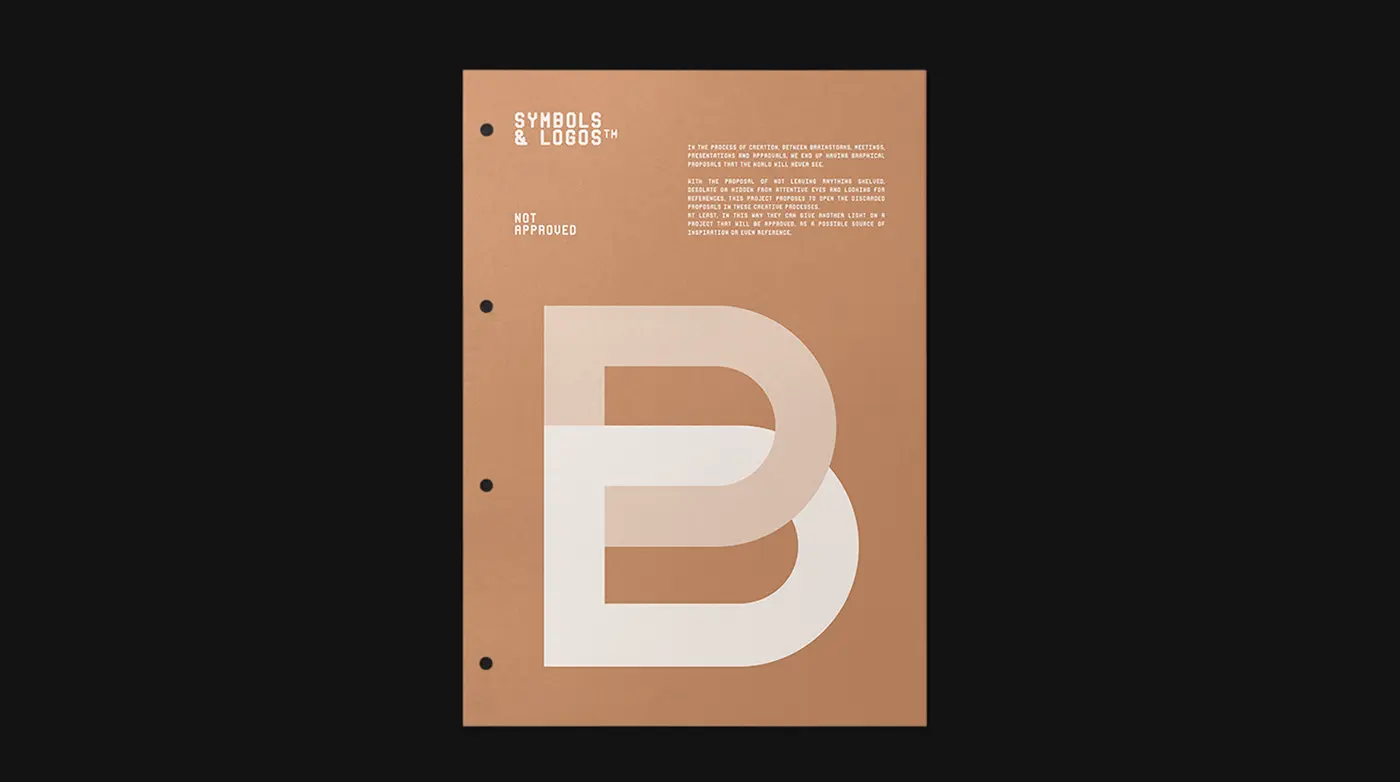 SYMBOLS
& LOGOS™
IN THE PROCESS OF CREATION, BETWEEN BRAINSTORMS, MEETINGS,
PRESENTATIONS AND APPROVALS, WE END UP HAVING GRAPHICAL
PROPOSALS THAT THE WORLD WILL NEVER SEE.
WITH THE PROPOSAL OF NOT LEAVING ANYTHING SHELVED,
DESOLATE OR HIDDEN FROM ATTENTIVE EYES AND LOOKING FOR
REFERENCES, THIS PROJECT PROPOSES TO OPEN THE DISCARDED
PROPOSALS IN THESE CREATIVE PROCESSES.
AT LEAST, IN THIS WAY THEY CAN GIVE ANOTHER LIGHT ON A
PROJECT THAT WILL BE APPROVED, AS A POSSIBLE SOURCE OF
INSPIRATION OR EVEN REFERENCE.
NOT
APPROVED
B